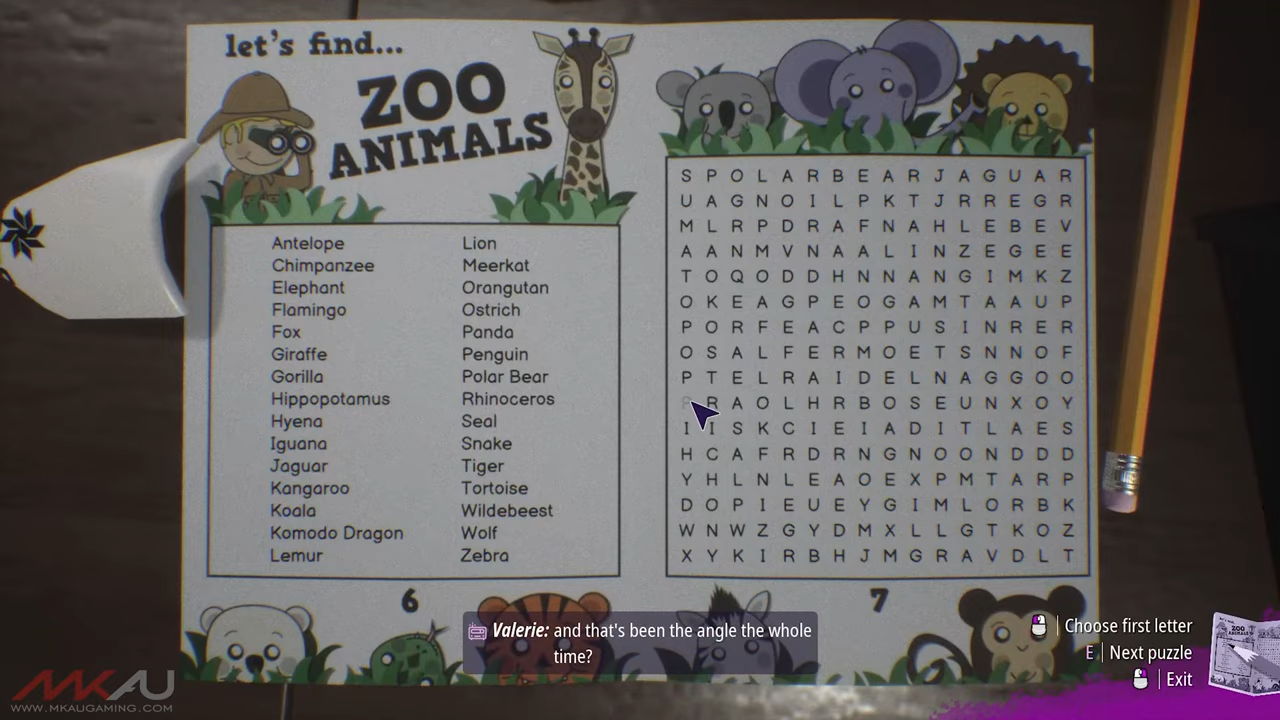 let's find...
ZOO
ANIMALS
Antelope
Chimpanzee
Elephant
Flamingo
Fox
Giraffe
Gorilla
Hippopotamus
Hyena
Iguana
Jaguar
Kangaroo
Koala
Komodo Dragon
Lemur
Lion
Meerkat
Orangutan
Ostrich
Panda
Penguin
Polar Bear
Rhinoceros
Seal
Snake
Tiger
Tortoise
Wildebeest
Wolf
Zebra
6
S P O L A R B E A R J A G U A R
U A G N O I L P K T J R R E G R
M L R P D R A F N A H L E B E V
A A N M V N A A L I N Z E G E E
T O Q O D D H N N A N G I M K Z
O K E A G P E O G A M T A A U P
P O R F E A C P P U S I N R E R
O S A L F E R M O E T S N N O F
P T E L R A I D E L N A G G O O
P R A O L H R B O S E U N X O Y
I I S K C I E I A D I T L A E S
H C A F R D R N G N O O N D D D
Y H L N L E A O E X P M T A R P
D O P I E U E Y G I M L O R B K
W N W Z G Y D M X L L G T K O Z
X Y K I R B H J M G R A V D L T
7
Valerie: and that's been the angle the whole
time?
Choose first letter
E | Next puzzle
Exit
MKAU
WWW.MKAUGAMING.COM